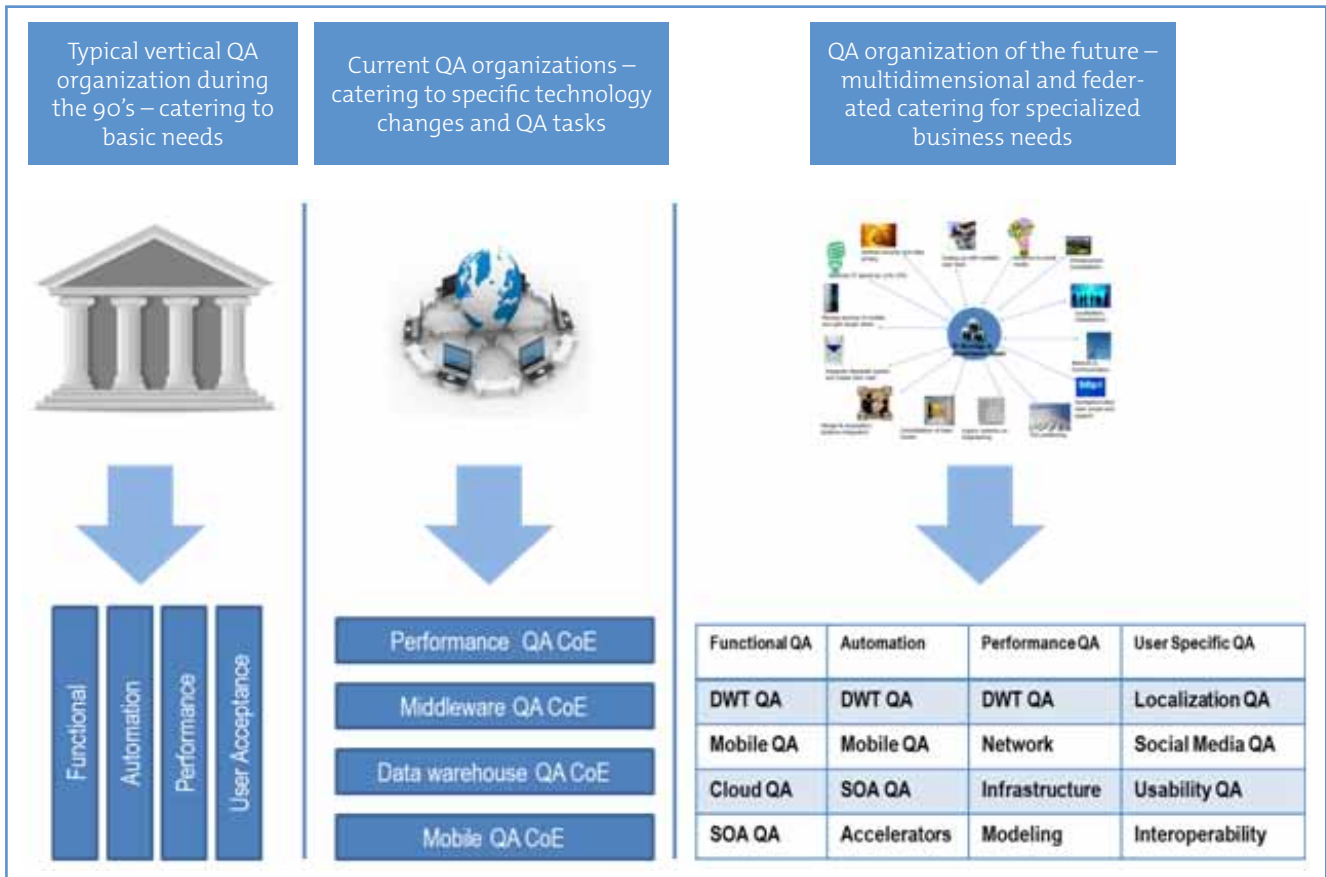 Typical vertical QA
organization during
the 90's – catering to
basic needs
Current QA organizations –
catering to specific technology
changes and QA tasks
QA organization of the future –
multidimensional and feder-
ated catering for specialized
business needs
Functional
Automation
Performance
User Acceptance
Performance QA CoE
Middleware QA CoE
Data warehouse QA CoE
Mobile QA CoE
Functional QA Automation Performance QA User Specific QA
DWT QA DWT QA DWT QA Localization QA
Mobile QA Mobile QA Network Social Media QA
Cloud QA SOA QA Infrastructure Usability QA
SOA QA Accelerators Modeling Interoperability